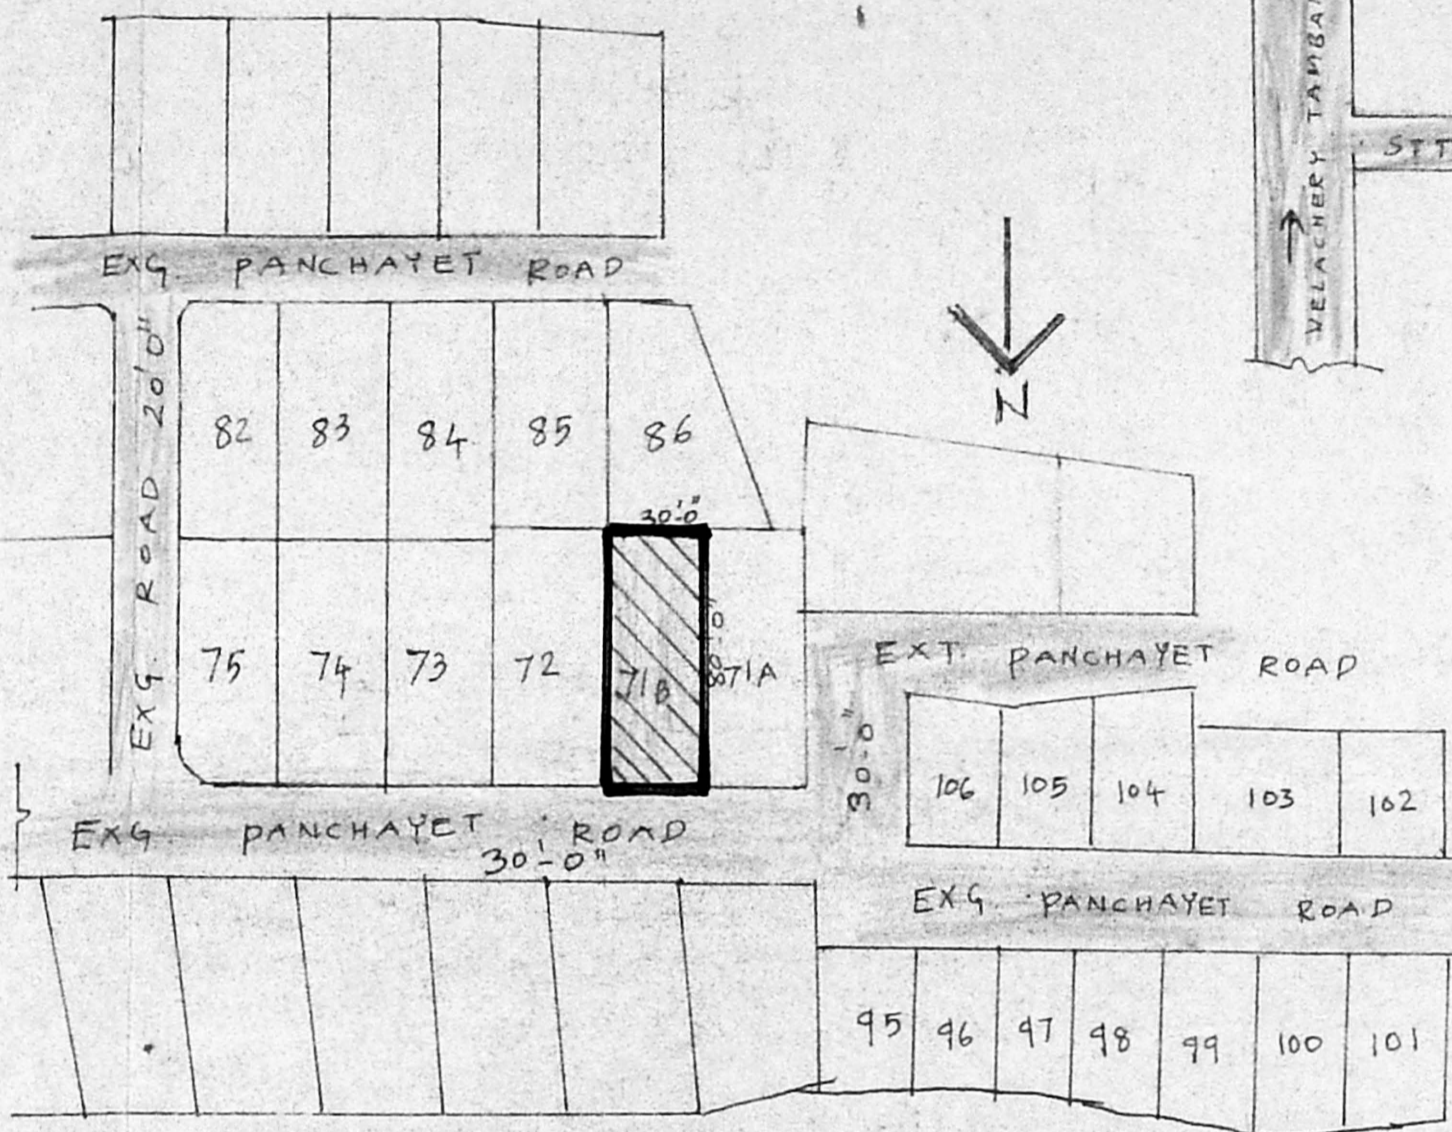 VELACHERY TAMBA
STT
EXG. PANCHAYET ROAD
EXG. ROAD 20'0"
N
82 83 84 85 86
30'-0"
75 74 73 72 71B 71A
EXT. PANCHAYET ROAD
30'-0"
106 105 104 103 102
EXG PANCHAYET ROAD
30'-0"
EXG. PANCHAYET ROAD
95 96 97 98 99 100 101